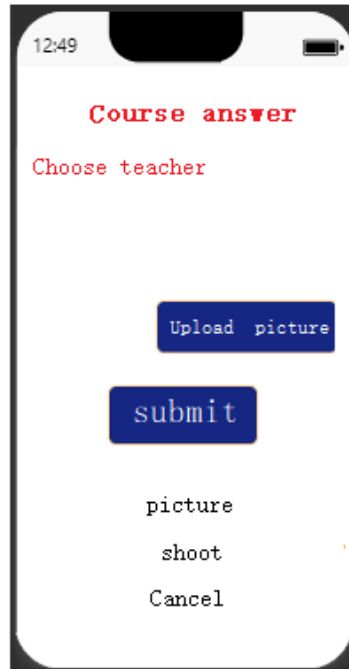 12:49
Course answer
Choose teacher
Upload picture
submit
picture
shoot
Cancel